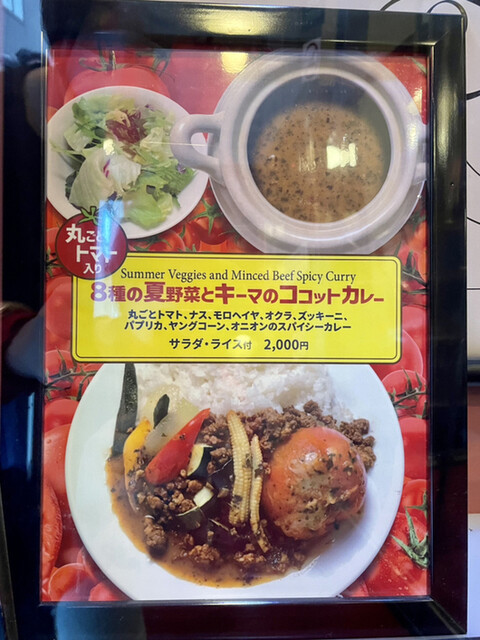 丸ごと
トマト
入り
Summer Veggies and Minced Beef Spicy Curry
8種の夏野菜とキーマのココットカレー
丸ごとトマト、ナス、モロヘイヤ、オクラ、ズッキーニ、
パプリカ、ヤングコーン、オニオンのスパイシーカレー
サラダ・ライス付 2,000円